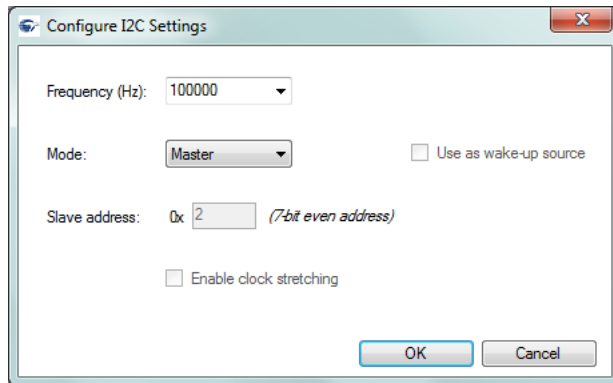 Configure I2C Settings
Frequency (Hz): 100000
Mode: Master Use as wake-up source
Slave address: 0x 2 (7-bit even address)
Enable clock stretching
OK Cancel